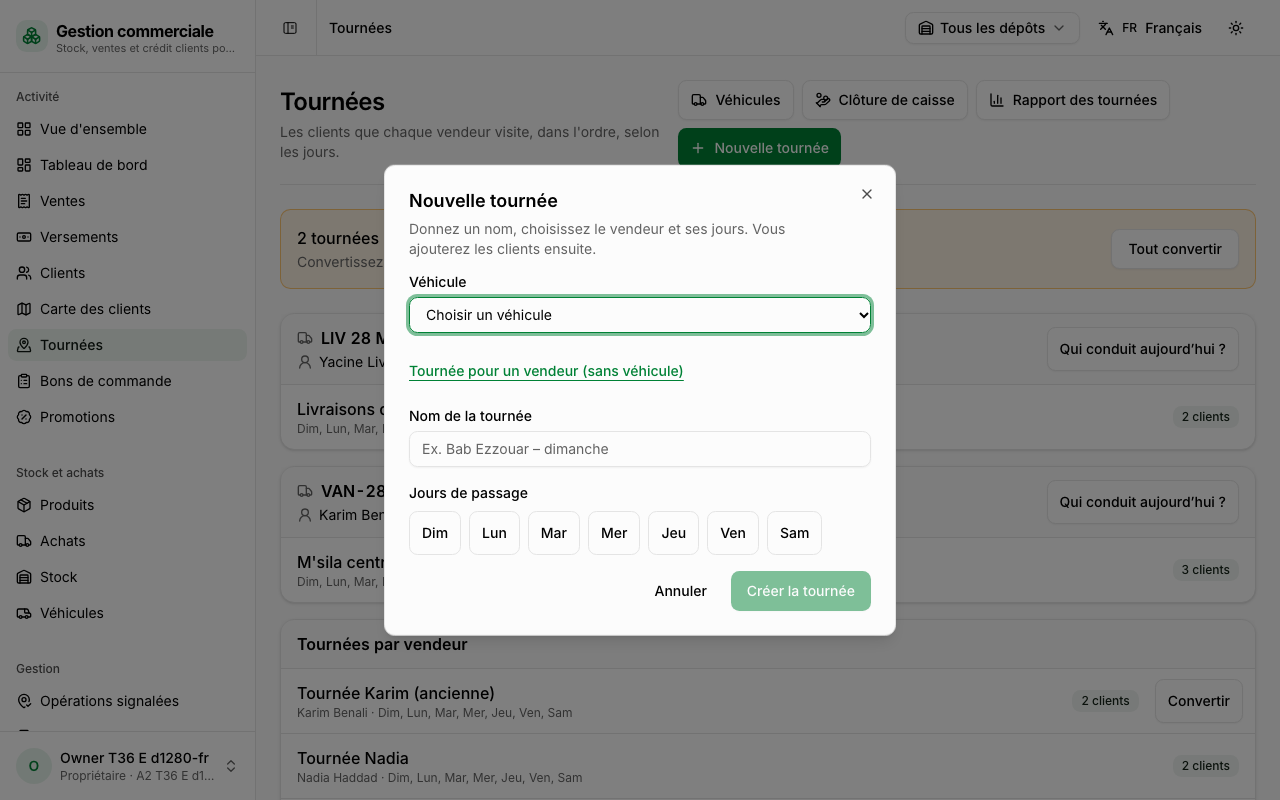 Gestion commerciale
Stock, ventes et crédit clients po...
Tournées
Tous les dépôts
FR Français
Activité
Vue d'ensemble
Tableau de bord
Ventes
Versements
Clients
Carte des clients
Tournées
Bons de commande
Promotions
Stock et achats
Produits
Achats
Stock
Véhicules
Gestion
Opérations signalées
O
Owner T36 E d1280-fr
Propriétaire · A2 T36 E d1...
Tournées
Les clients que chaque vendeur visite, dans l'ordre, selon
les jours.
Véhicules
Clôture de caisse
Rapport des tournées
Nouvelle tournée
2 tournées
Convertissez
Tout convertir
LIV 28 M
Yacine Liv
Qui conduit aujourd’hui ?
Livraisons
Dim, Lun, Mar,
2 clients
VAN-28
Karim Ben
Qui conduit aujourd’hui ?
M'sila cent
Dim, Lun, Mar,
3 clients
Tournées par vendeur
Tournée Karim (ancienne)
Karim Benali · Dim, Lun, Mar, Mer, Jeu, Ven, Sam
2 clients
Convertir
Tournée Nadia
Nadia Haddad · Dim, Lun, Mar, Mer, Jeu, Ven, Sam
2 clients
Nouvelle tournée
Donnez un nom, choisissez le vendeur et ses jours. Vous
ajouterez les clients ensuite.
Véhicule
Choisir un véhicule
Tournée pour un vendeur (sans véhicule)
Nom de la tournée
Ex. Bab Ezzouar – dimanche
Jours de passage
Dim Lun Mar Mer Jeu Ven Sam
Annuler
Créer la tournée